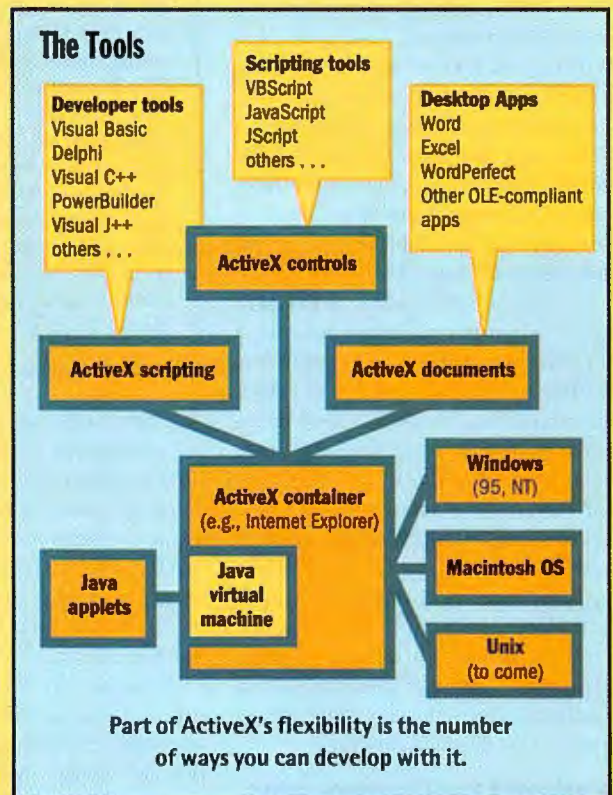 The Tools
Developer tools
Visual Basic
Delphi
Visual C++
PowerBuilder
Visual J++
others . . .
Scripting tools
VBScript
JavaScript
JScript
others . . .
Desktop Apps
Word
Excel
WordPerfect
Other OLE-compliant
apps
ActiveX controls
ActiveX scripting
ActiveX documents
ActiveX container
(e.g., Internet Explorer)
Java
virtual
machine
Java
applets
Windows
(95, NT)
Macintosh OS
Unix
(to come)
Part of ActiveX's flexibility is the number
of ways you can develop with it.